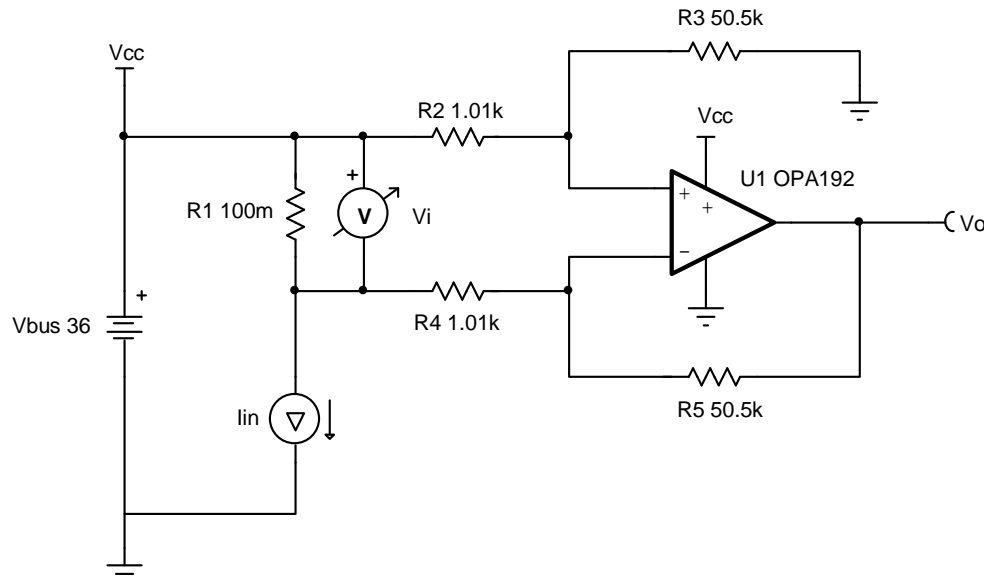 R3 50.5k
Vcc
R2 1.01k
Vcc
U1 OPA192
+
R1 100m
V
Vi
+
+
Vo
−
R4 1.01k
+
Vbus 36
R5 50.5k
Iin